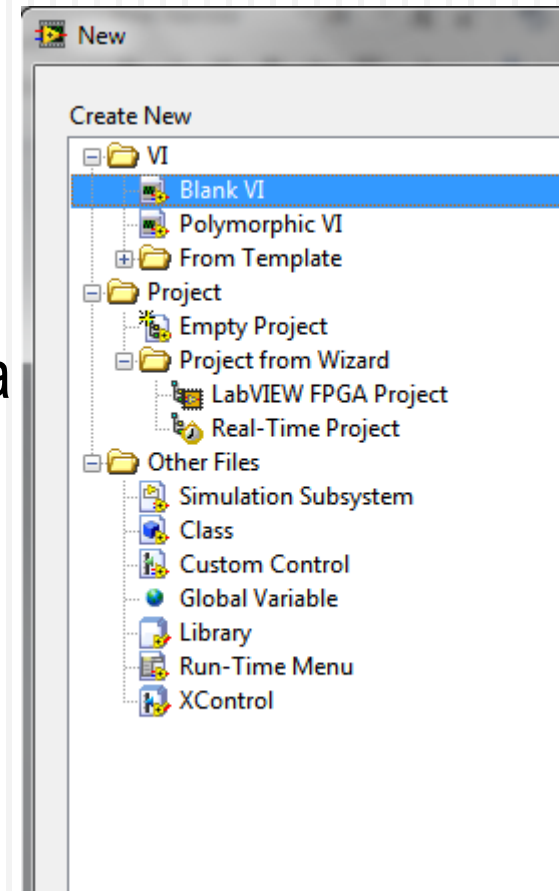 New
Create New
VI
Blank VI
Polymorphic VI
From Template
Project
Empty Project
Project from Wizard
a
LabVIEW FPGA Project
Real-Time Project
Other Files
Simulation Subsystem
Class
Custom Control
Global Variable
Library
Run-Time Menu
XControl